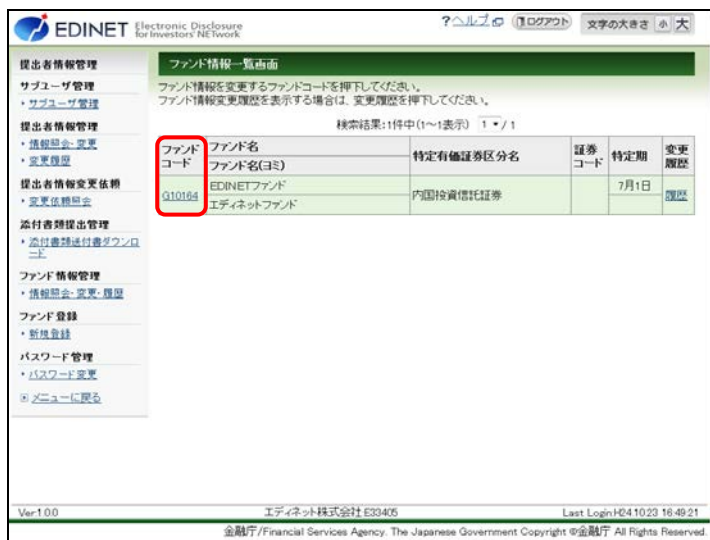 EDINET Electronic Disclosure for Investors' NETwork
?ヘルプ ログアウト 文字の大きさ 小 大
提出者情報管理
サブユーザ管理
・サブユーザ管理
提出者情報管理
・情報照会・変更
・変更履歴
提出者情報変更依頼
・変更依頼照会
添付書類提出管理
・添付書類送付書ダウンロ
ード
ファンド情報管理
・情報照会・変更・履歴
ファンド登録
・新規登録
パスワード管理
・パスワード変更
メニューに戻る
ファンド情報一覧画面
ファンド情報を変更するファンドコードを押下してください。
ファンド情報変更履歴を表示する場合は、変更履歴を押下してください。
検索結果:1件中(1~1表示) 1 / 1
ファンドコード ファンド名 特定有価証券区分名 証券コード 特定期 変更履歴
ファンド名(ヨミ)
G10164 EDINETファンド 内国投資信託証券 7月1日 履歴
エディネットファンド
Ver.1.0.0 エディネット株式会社 E33405 Last Login:H24.10.23 16:49:21
金融庁/Financial Services Agency. The Japanese Government Copyright ©金融庁 All Rights Reserved.